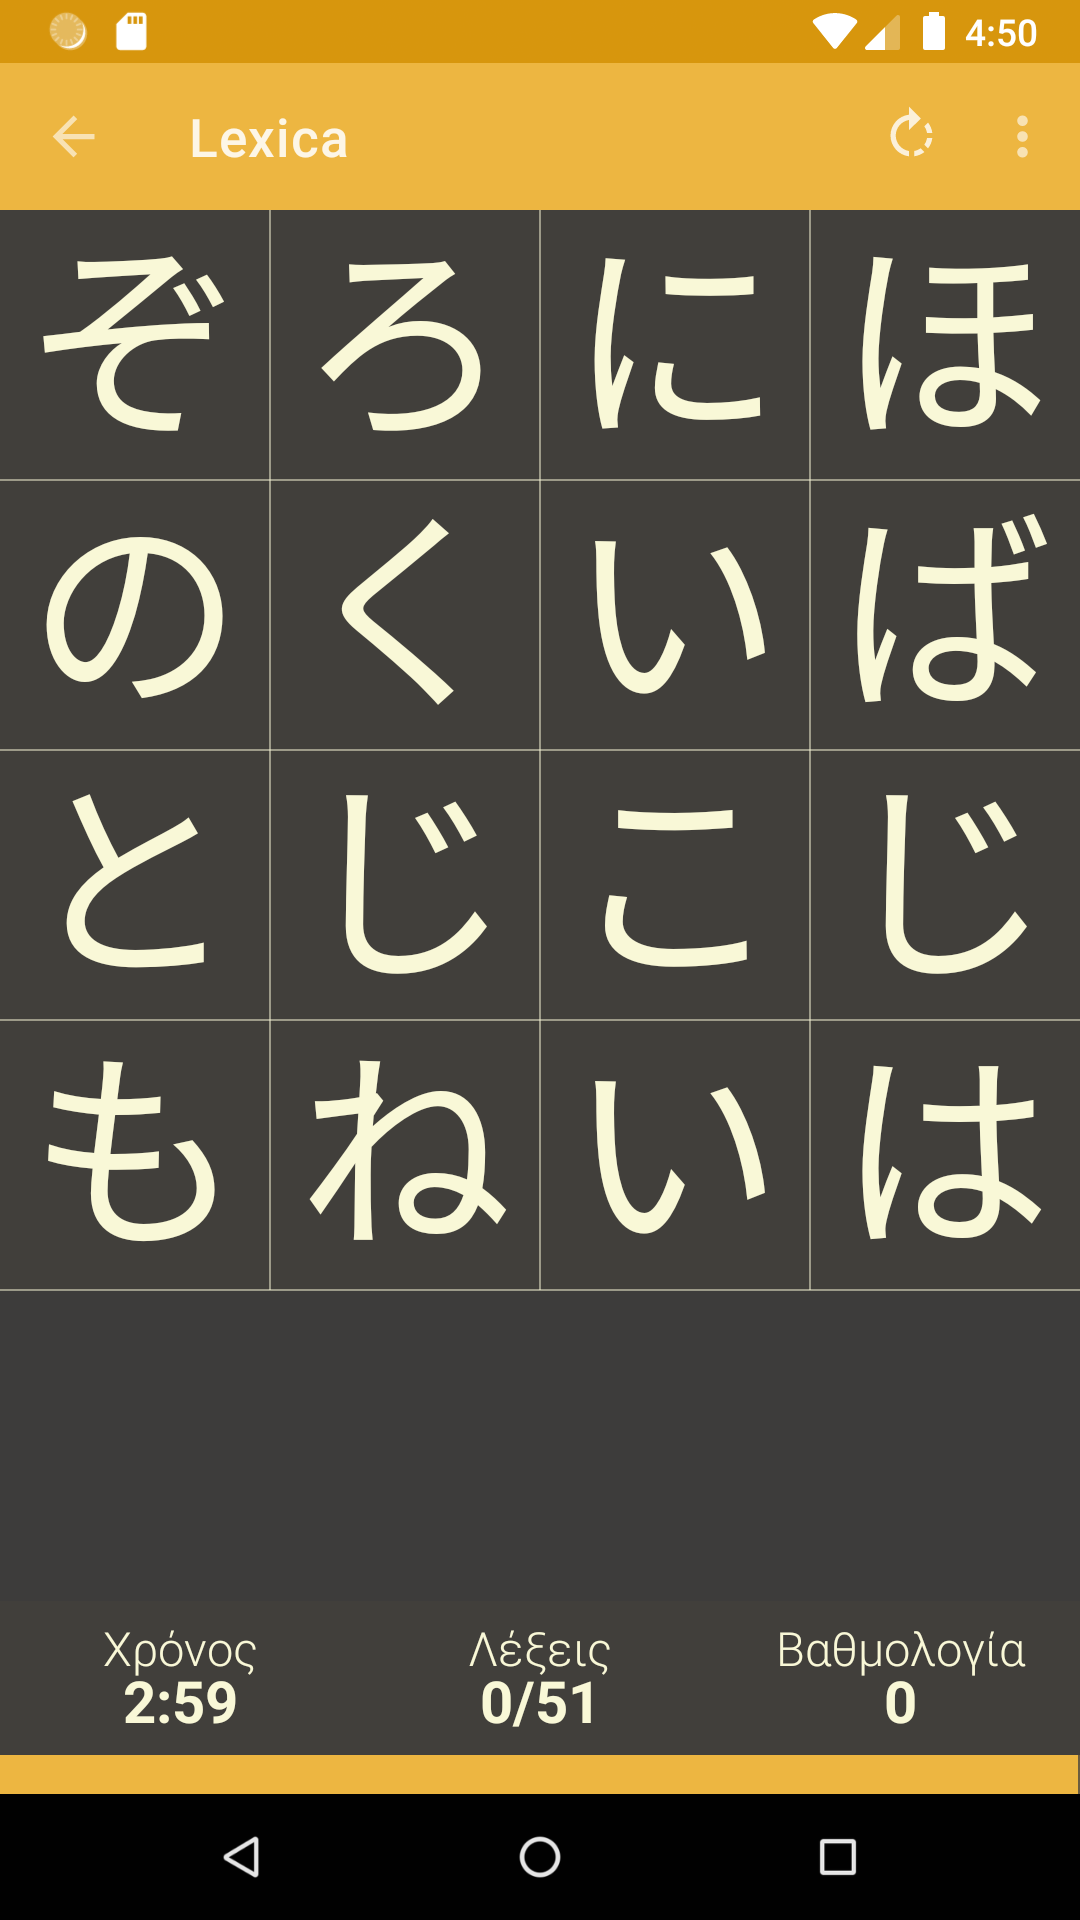 4:50
Lexica
ぞ ろ に ほ
の く い ば
と じ こ じ
も ね い は
Χρόνος Λέξεις Βαθμολογία
2:59 0/51 0